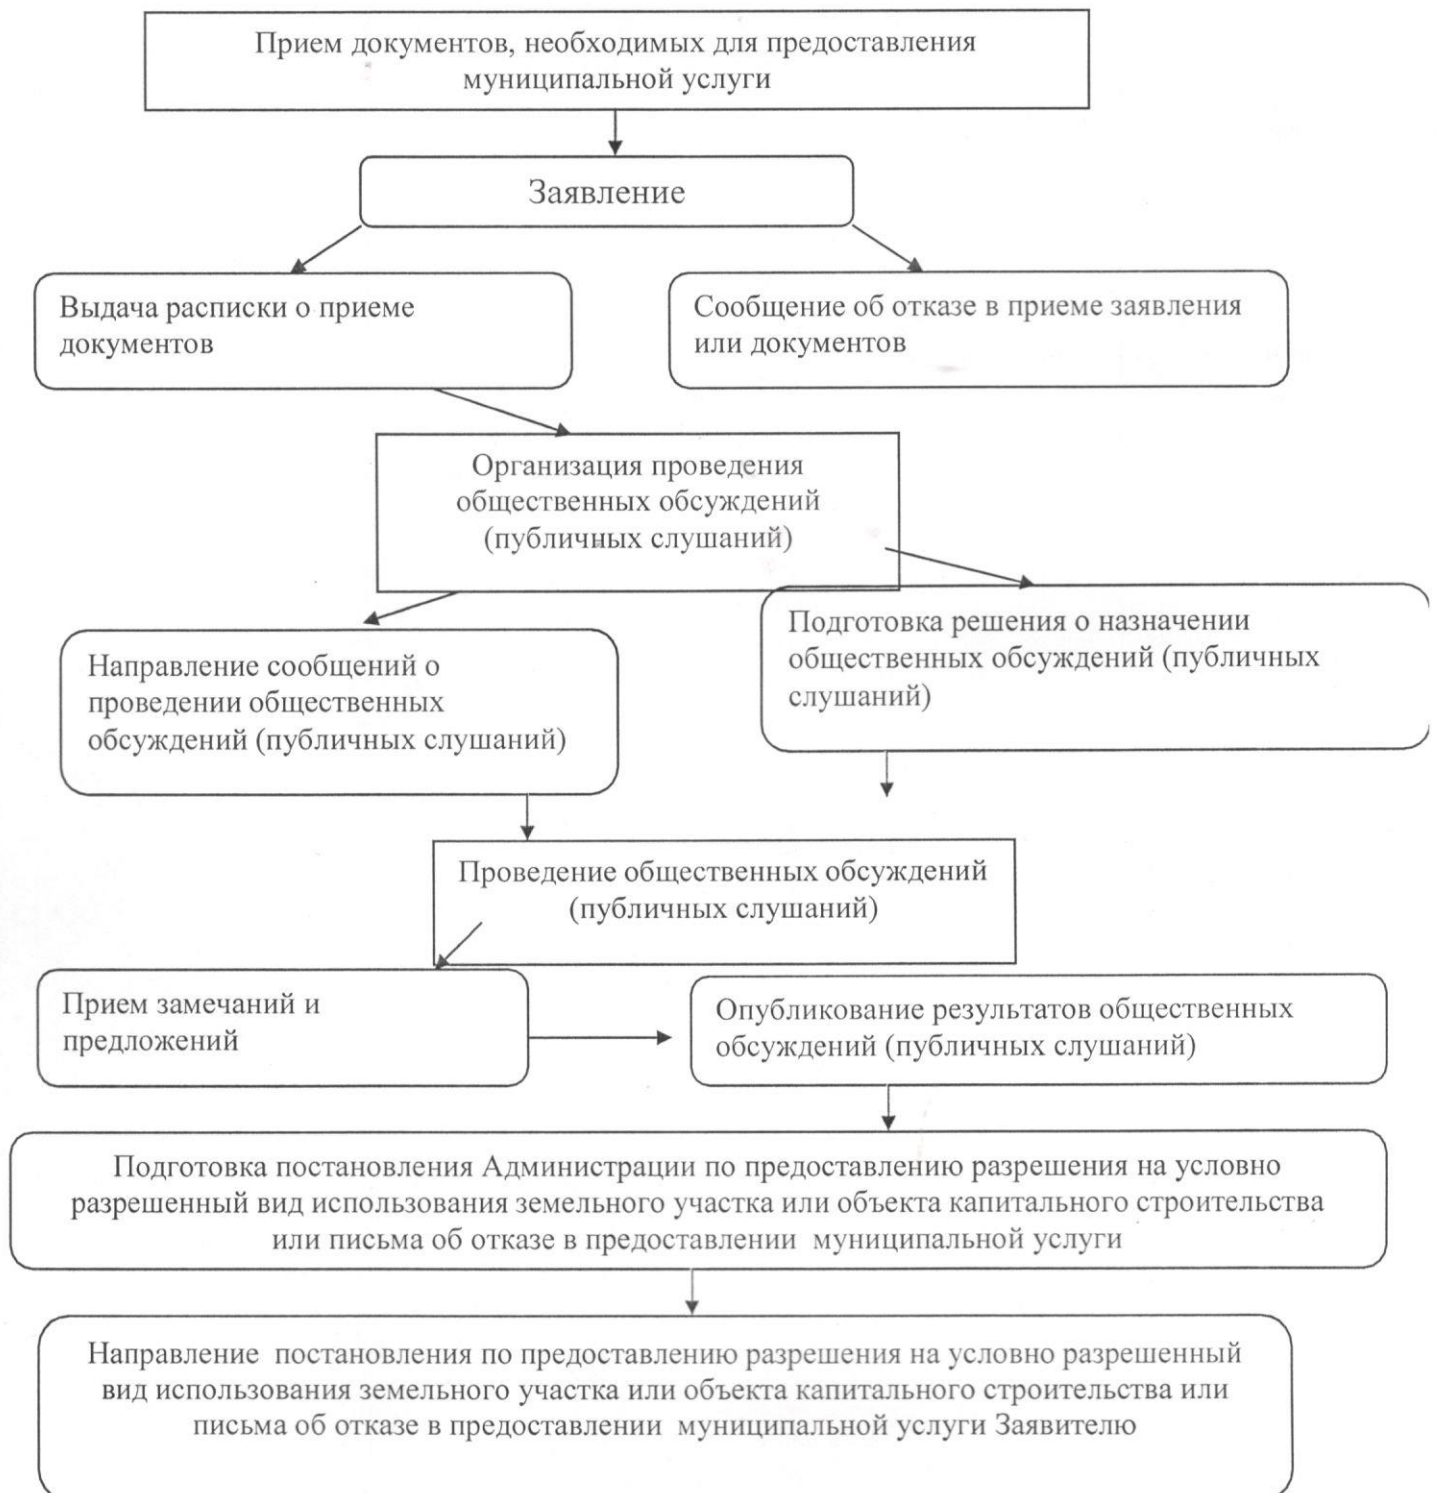 Прием документов, необходимых для предоставления
муниципальной услуги
Заявление
Выдача расписки о приеме
документов
Сообщение об отказе в приеме заявления
или документов
Организация проведения
общественных обсуждений
(публичных слушаний)
Направление сообщений о
проведении общественных
обсуждений (публичных слушаний)
Подготовка решения о назначении
общественных обсуждений (публичных
слушаний)
Проведение общественных обсуждений
(публичных слушаний)
Прием замечаний и
предложений
Опубликование результатов общественных
обсуждений (публичных слушаний)
Подготовка постановления Администрации по предоставлению разрешения на условно
разрешенный вид использования земельного участка или объекта капитального строительства
или письма об отказе в предоставлении муниципальной услуги
Направление постановления по предоставлению разрешения на условно разрешенный
вид использования земельного участка или объекта капитального строительства или
письма об отказе в предоставлении муниципальной услуги Заявителю